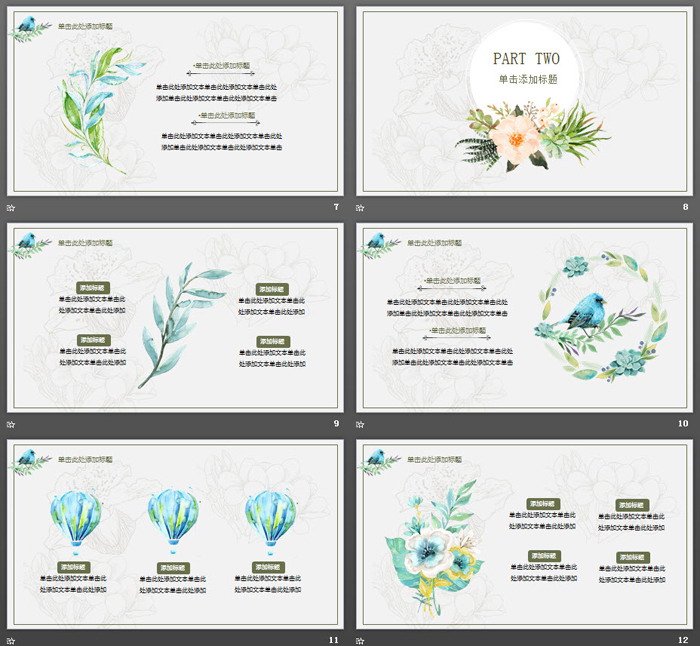 单击此处添加标题
·单击此处添加标题
单击此处添加文本单击此处添加文本单击此处
添加单击此处添加文本单击此处添加文本单击
·单击此处添加标题
单击此处添加文本单击此处添加文本单击此处
添加单击此处添加文本单击此处添加文本单击
7
PART TWO
单击添加标题
8
单击此处添加标题
添加标题
单击此处添加文本单击此
处添加文本单击此处添加
添加标题
单击此处添加文本单击此
处添加文本单击此处添加
添加标题
单击此处添加文本单击此
处添加文本单击此处添加
添加标题
单击此处添加文本单击此
处添加文本单击此处添加
9
单击此处添加标题
·单击此处添加标题
单击此处添加文本单击此处添加文本单击此处
添加单击此处添加文本单击此处添加文本单击
·单击此处添加标题
单击此处添加文本单击此处添加文本单击此处
添加单击此处添加文本单击此处添加文本单击
10
单击此处添加标题
添加标题
单击此处添加文本单击此
处添加文本单击此处添加
添加标题
单击此处添加文本单击此
处添加文本单击此处添加
添加标题
单击此处添加文本单击此
处添加文本单击此处添加
11
单击此处添加标题
添加标题
单击此处添加文本单击此
处添加文本单击此处添加
添加标题
单击此处添加文本单击此
处添加文本单击此处添加
添加标题
单击此处添加文本单击此
处添加文本单击此处添加
添加标题
单击此处添加文本单击此
处添加文本单击此处添加
12